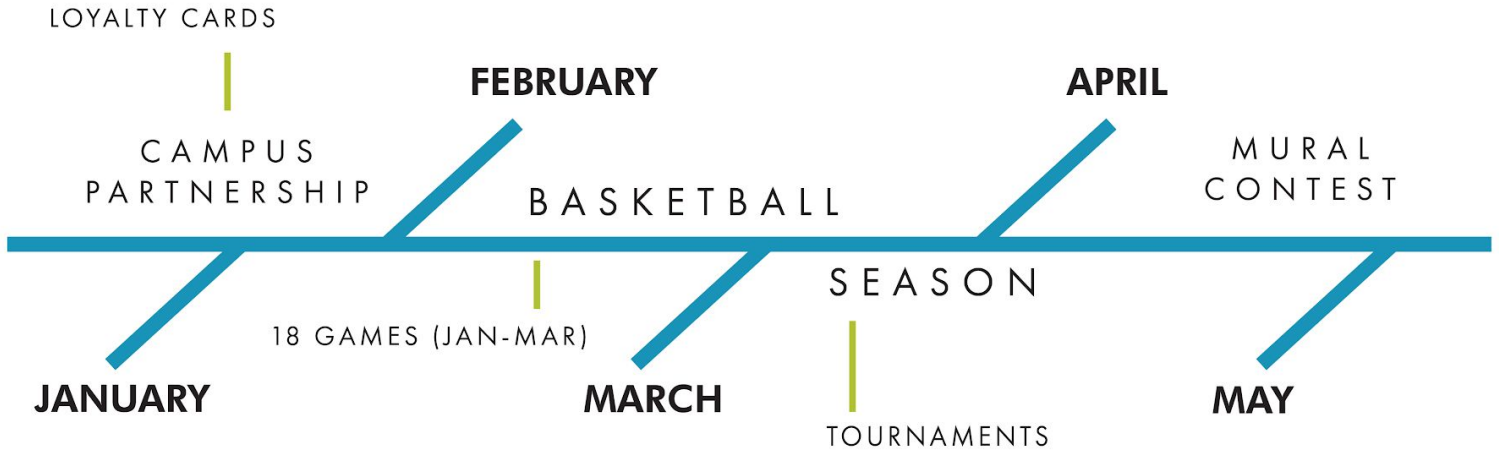 LOYALTY CARDS
FEBRUARY
APRIL
CAMPUS
PARTNERSHIP
MURAL
CONTEST
BASKETBALL
SEASON
18 GAMES (JAN-MAR)
JANUARY
MARCH
MAY
TOURNAMENTS